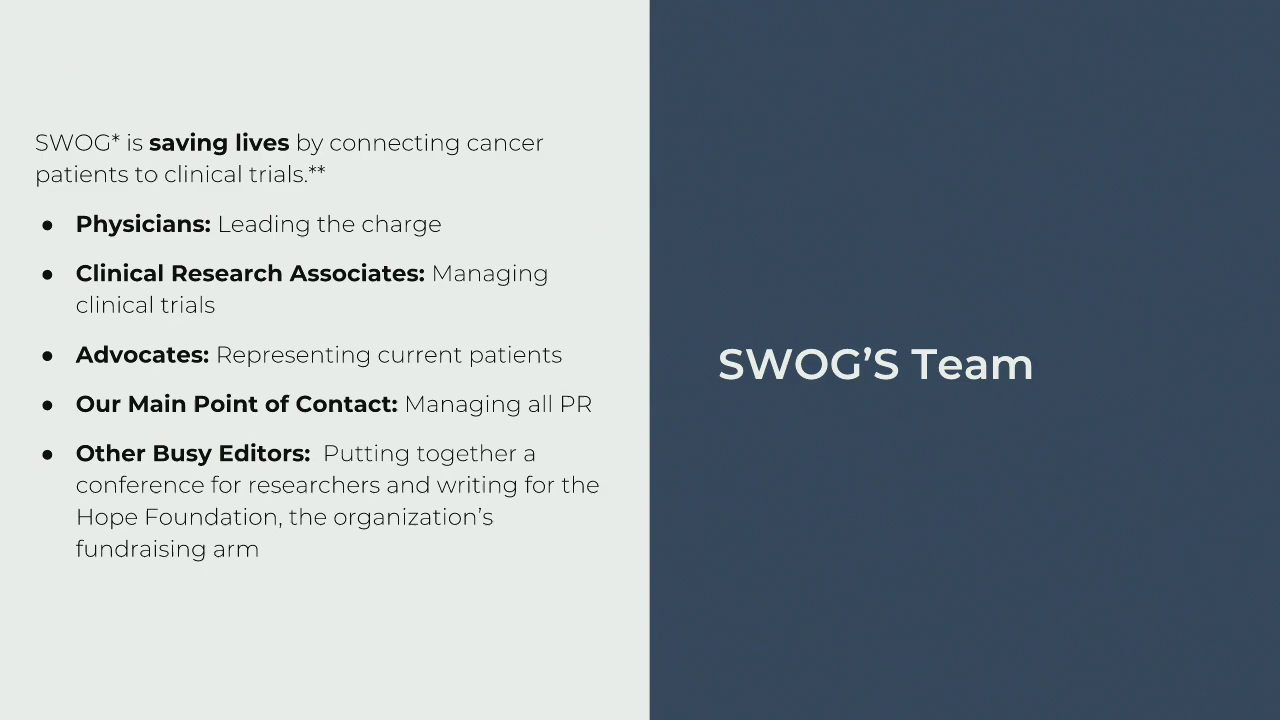 SWOG* is saving lives by connecting cancer
patients to clinical trials.**
● Physicians: Leading the charge
● Clinical Research Associates: Managing
clinical trials
● Advocates: Representing current patients
● Our Main Point of Contact: Managing all PR
● Other Busy Editors: Putting together a
conference for researchers and writing for the
Hope Foundation, the organization’s
fundraising arm
SWOG’S Team